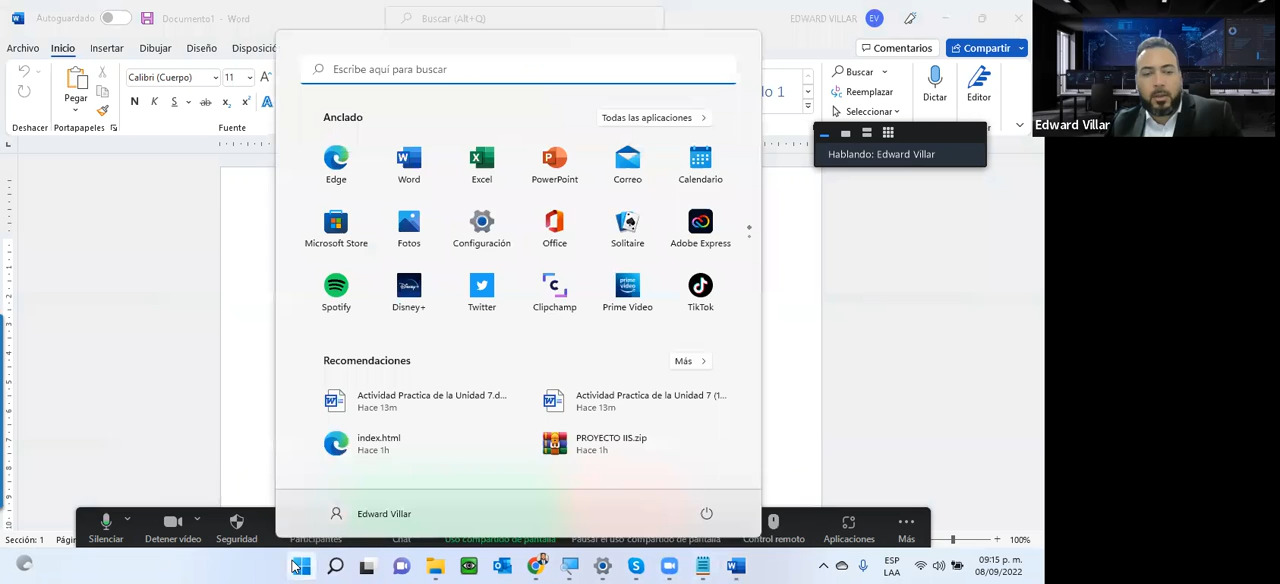 Autoguardado
Documento1 - Word
Buscar (Alt+Q)
EDWARD VILLAR
EV
Archivo Inicio Insertar Dibujar Diseño
Comentarios
Compartir
Pegar
Calibri (Cuerpo)
11
N K S ab x₂ x² A
Buscar
Reemplazar
Seleccionar
Dictar
Editor
Deshacer
Portapapeles
Fuente
Edward Villar
Hablando: Edward Villar
Escribe aquí para buscar
Anclado
Todas las aplicaciones
Edge
Word
Excel
PowerPoint
Correo
Calendario
Microsoft Store
Fotos
Configuración
Office
Solitaire
Adobe Express
Spotify
Disney+
Twitter
Clipchamp
Prime Video
TikTok
Recomendaciones
Más
Actividad Practica de la Unidad 7.d...
Hace 13m
Actividad Practica de la Unidad 7 (1...
Hace 13m
index.html
Hace 1h
PROYECTO IIS.zip
Hace 1h
Edward Villar
Silenciar
Detener video
Seguridad
Participantes
Chat
Uso compartido de pantalla
Pausar el uso compartido de pantalla
Control remoto
Aplicaciones
Más
Sección: 1
100%
ESP
LAA
09:15 p. m.
08/09/2022